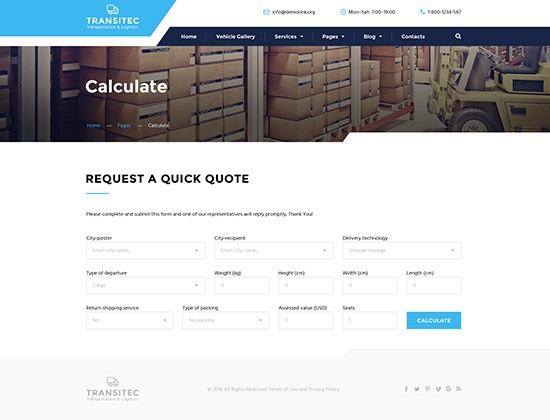 TRANSITEC
Transportation & Logistics
info@demolink.org
Mon–Sat: 7:00–19:00
1-800-1234-567
Home
Vehicle Gallery
Services
Pages
Blog
Contacts
Calculate
Home
Pages
Calculate
REQUEST A QUICK QUOTE
Please complete and submit this form and one of our representatives will reply promptly. Thank You!
City-poster
City-recipient
Delivery technology
Enter city name...
Enter city name...
Storage-storage
Type of departure
Weight (kg)
Height (cm)
Width (cm)
Length (cm)
Cargo
0
0
0
0
Return shipping service
Type of packing
Assessed value (USD)
Seats
No
No packing
0
1
CALCULATE
TRANSITEC
Transportation & Logistics
© 2016 All Rights Reserved Terms of Use and Privacy Policy